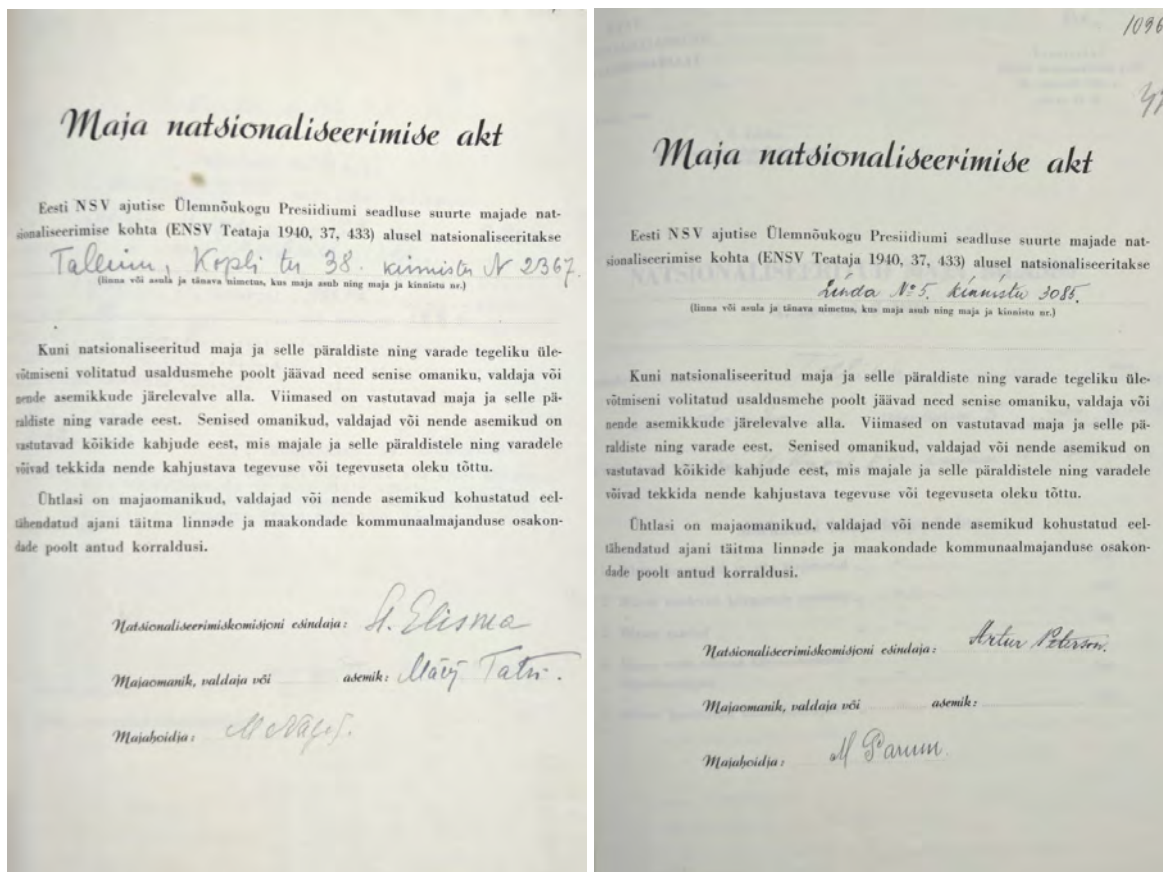 Maja natsionaliseerimise akt
Eesti NSV ajutise Ülemnõukogu Presiidiumi seadluse suurte majade nat-
sionaliseerimise kohta (ENSV Teataja 1940, 37, 433) alusel natsionaliseeritakse
Tallinn, Kopli tn 38. kinnistu N 2367.
(linna või asula ja tänava nimetus, kus maja asub ning maja ja kinnistu nr.)
Kuni natsionaliseeritud maja ja selle päraldiste ning varade tegeliku üle-
võtmiseni volitatud usaldusmehe poolt jäävad need senise omaniku, valdaja või
nende asemikkude järelevalve alla. Viimased on vastutavad maja ja selle pä-
raldiste ning varade eest. Senised omanikud, valdajad või nende asemikud on
vastutavad kõikide kahjude eest, mis majale ja selle päraldistele ning varadele
võivad tekkida nende kahjustava tegevuse või tegevuseta oleku tõttu.
Ühtlasi on majaomanikud, valdajad või nende asemikud kohustatud eel-
tähendatud ajani täitma linnade ja maakondade kommunaalmajanduse osakon-
dade poolt antud korraldusi.
Natsionaliseerimiskomisjoni esindaja: Elisma
Majaomanik, valdaja või asemik:
Majahoidja:
1096
Maja natsionaliseerimise akt
Eesti NSV ajutise Ülemnõukogu Presiidiumi seadluse suurte majade nat-
sionaliseerimise kohta (ENSV Teataja 1940, 37, 433) alusel natsionaliseeritakse
Linda № 5. kinnistu 3085.
(linna või asula ja tänava nimetus, kus maja asub ning maja ja kinnistu nr.)
Kuni natsionaliseeritud maja ja selle päraldiste ning varade tegeliku üle-
võtmiseni volitatud usaldusmehe poolt jäävad need senise omaniku, valdaja või
nende asemikkude järelevalve alla. Viimased on vastutavad maja ja selle pä-
raldiste ning varade eest. Senised omanikud, valdajad või nende asemikud on
vastutavad kõikide kahjude eest, mis majale ja selle päraldistele ning varadele
võivad tekkida nende kahjustava tegevuse või tegevuseta oleku tõttu.
Ühtlasi on majaomanikud, valdajad või nende asemikud kohustatud eel-
tähendatud ajani täitma linnade ja maakondade kommunaalmajanduse osakon-
dade poolt antud korraldusi.
Natsionaliseerimiskomisjoni esindaja: Artur Peterson.
Majaomanik, valdaja või asemik:
Majahoidja: M Parum.